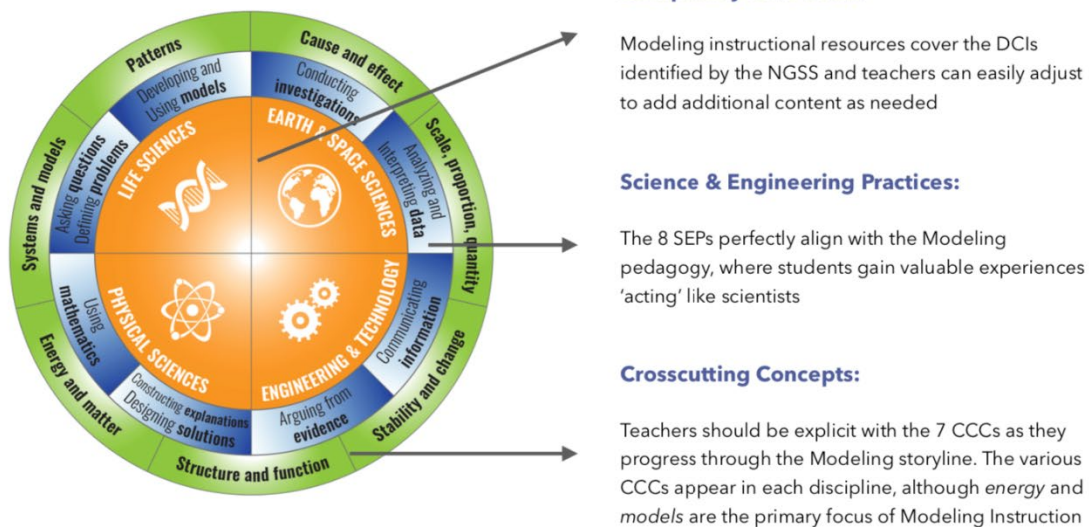 Patterns
Cause and effect
Scale, proportion, quantity
Stability and change
Structure and function
Energy and matter
Systems and models
Developing and
Using models
Conducting
investigations
Analyzing and
Interpreting data
Communicating
information
Arguing from
evidence
Constructing explanations
Designing solutions
Using
mathematics
Asking questions
Defining problems
LIFE SCIENCES
EARTH & SPACE SCIENCES
ENGINEERING & TECHNOLOGY
PHYSICAL SCIENCES
Modeling instructional resources cover the DCIs
identified by the NGSS and teachers can easily adjust
to add additional content as needed
Science & Engineering Practices:
The 8 SEPs perfectly align with the Modeling
pedagogy, where students gain valuable experiences
‘acting’ like scientists
Crosscutting Concepts:
Teachers should be explicit with the 7 CCCs as they
progress through the Modeling storyline. The various
CCCs appear in each discipline, although energy and
models are the primary focus of Modeling Instruction